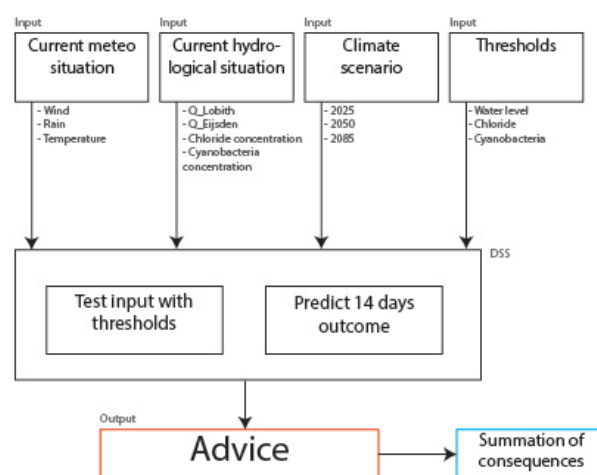 Input
Current meteo
situation
- Wind
- Rain
- Temperature
Input
Current hydro-
logical situation
- Q_Lobith
- Q_Eijsden
- Chloride concentration
- Cyanobacteria
concentration
Input
Climate
scenario
- 2025
- 2050
- 2085
Input
Thresholds
- Water level
- Chloride
- Cyanobacteria
DSS
Test input with
thresholds
Predict 14 days
outcome
Output
Advice
Summation of
consequences